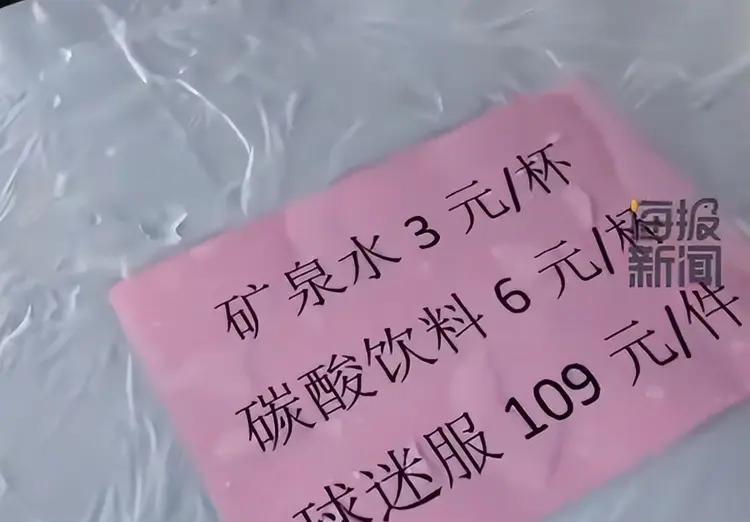 矿泉水 3 元/杯
碳酸饮料 6 元/杯
球迷服 109 元/件
海报
新闻